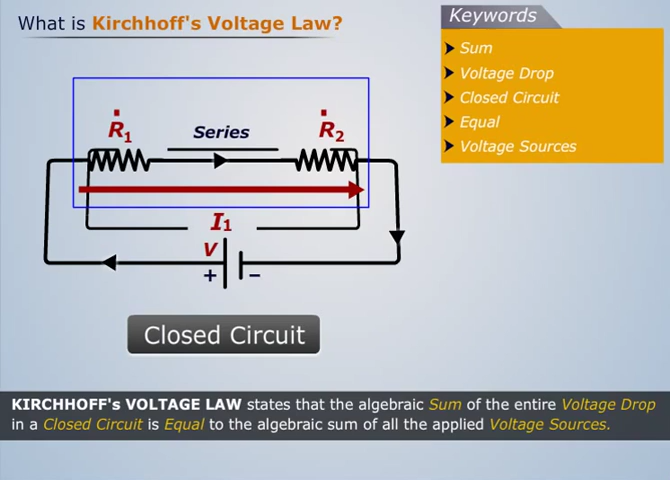 What is Kirchhoff's Voltage Law?
Keywords
Sum
Voltage Drop
Closed Circuit
Equal
Voltage Sources
R1
Series
R2
I1
V
+ −
Closed Circuit
KIRCHHOFF's VOLTAGE LAW states that the algebraic Sum of the entire Voltage Drop
in a Closed Circuit is Equal to the algebraic sum of all the applied Voltage Sources.